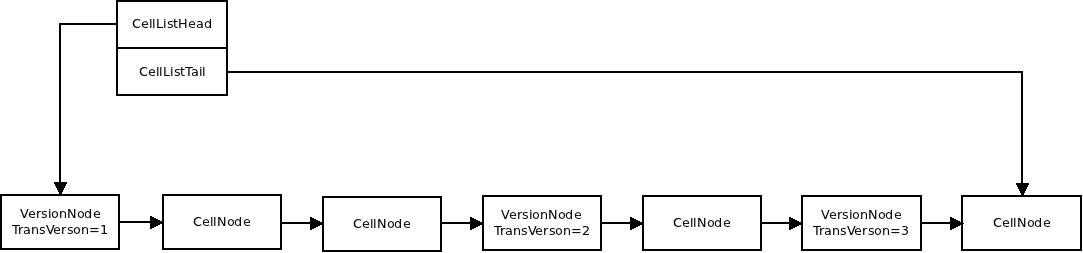 CellListHead
CellListTail
VersionNode
TransVerson=1
CellNode
CellNode
VersionNode
TransVerson=2
CellNode
VersionNode
TransVerson=3
CellNode